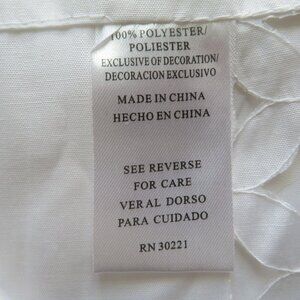 100% POLYESTER/
POLIESTER
EXCLUSIVE OF DECORATION/
DECORACION EXCLUSIVO
MADE IN CHINA
HECHO EN CHINA
SEE REVERSE
FOR CARE
VER AL DORSO
PARA CUIDADO
RN 30221